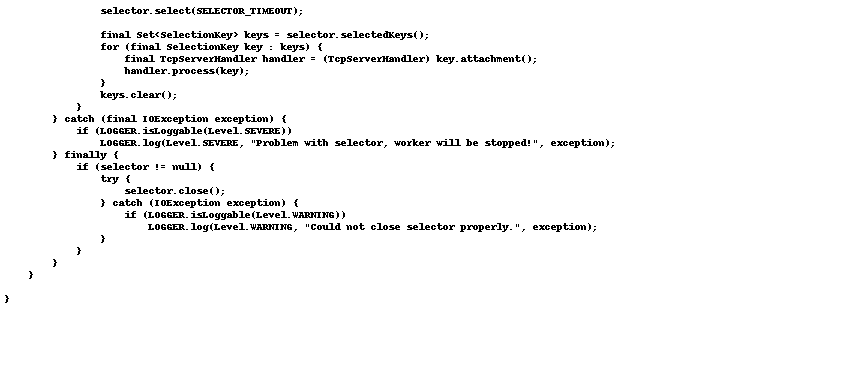 selector.select(SELECTOR_TIMEOUT);

                final Set<SelectionKey> keys = selector.selectedKeys();
                for (final SelectionKey key : keys) {
                    final TcpServerHandler handler = (TcpServerHandler) key.attachment();
                    handler.process(key);
                }
                keys.clear();
            }
        } catch (final IOException exception) {
            if (LOGGER.isLoggable(Level.SEVERE))
                LOGGER.log(Level.SEVERE, "Problem with selector, worker will be stopped!", exception);
        } finally {
            if (selector != null) {
                try {
                    selector.close();
                } catch (IOException exception) {
                    if (LOGGER.isLoggable(Level.WARNING))
                        LOGGER.log(Level.WARNING, "Could not close selector properly.", exception);
                }
            }
        }
    }

}